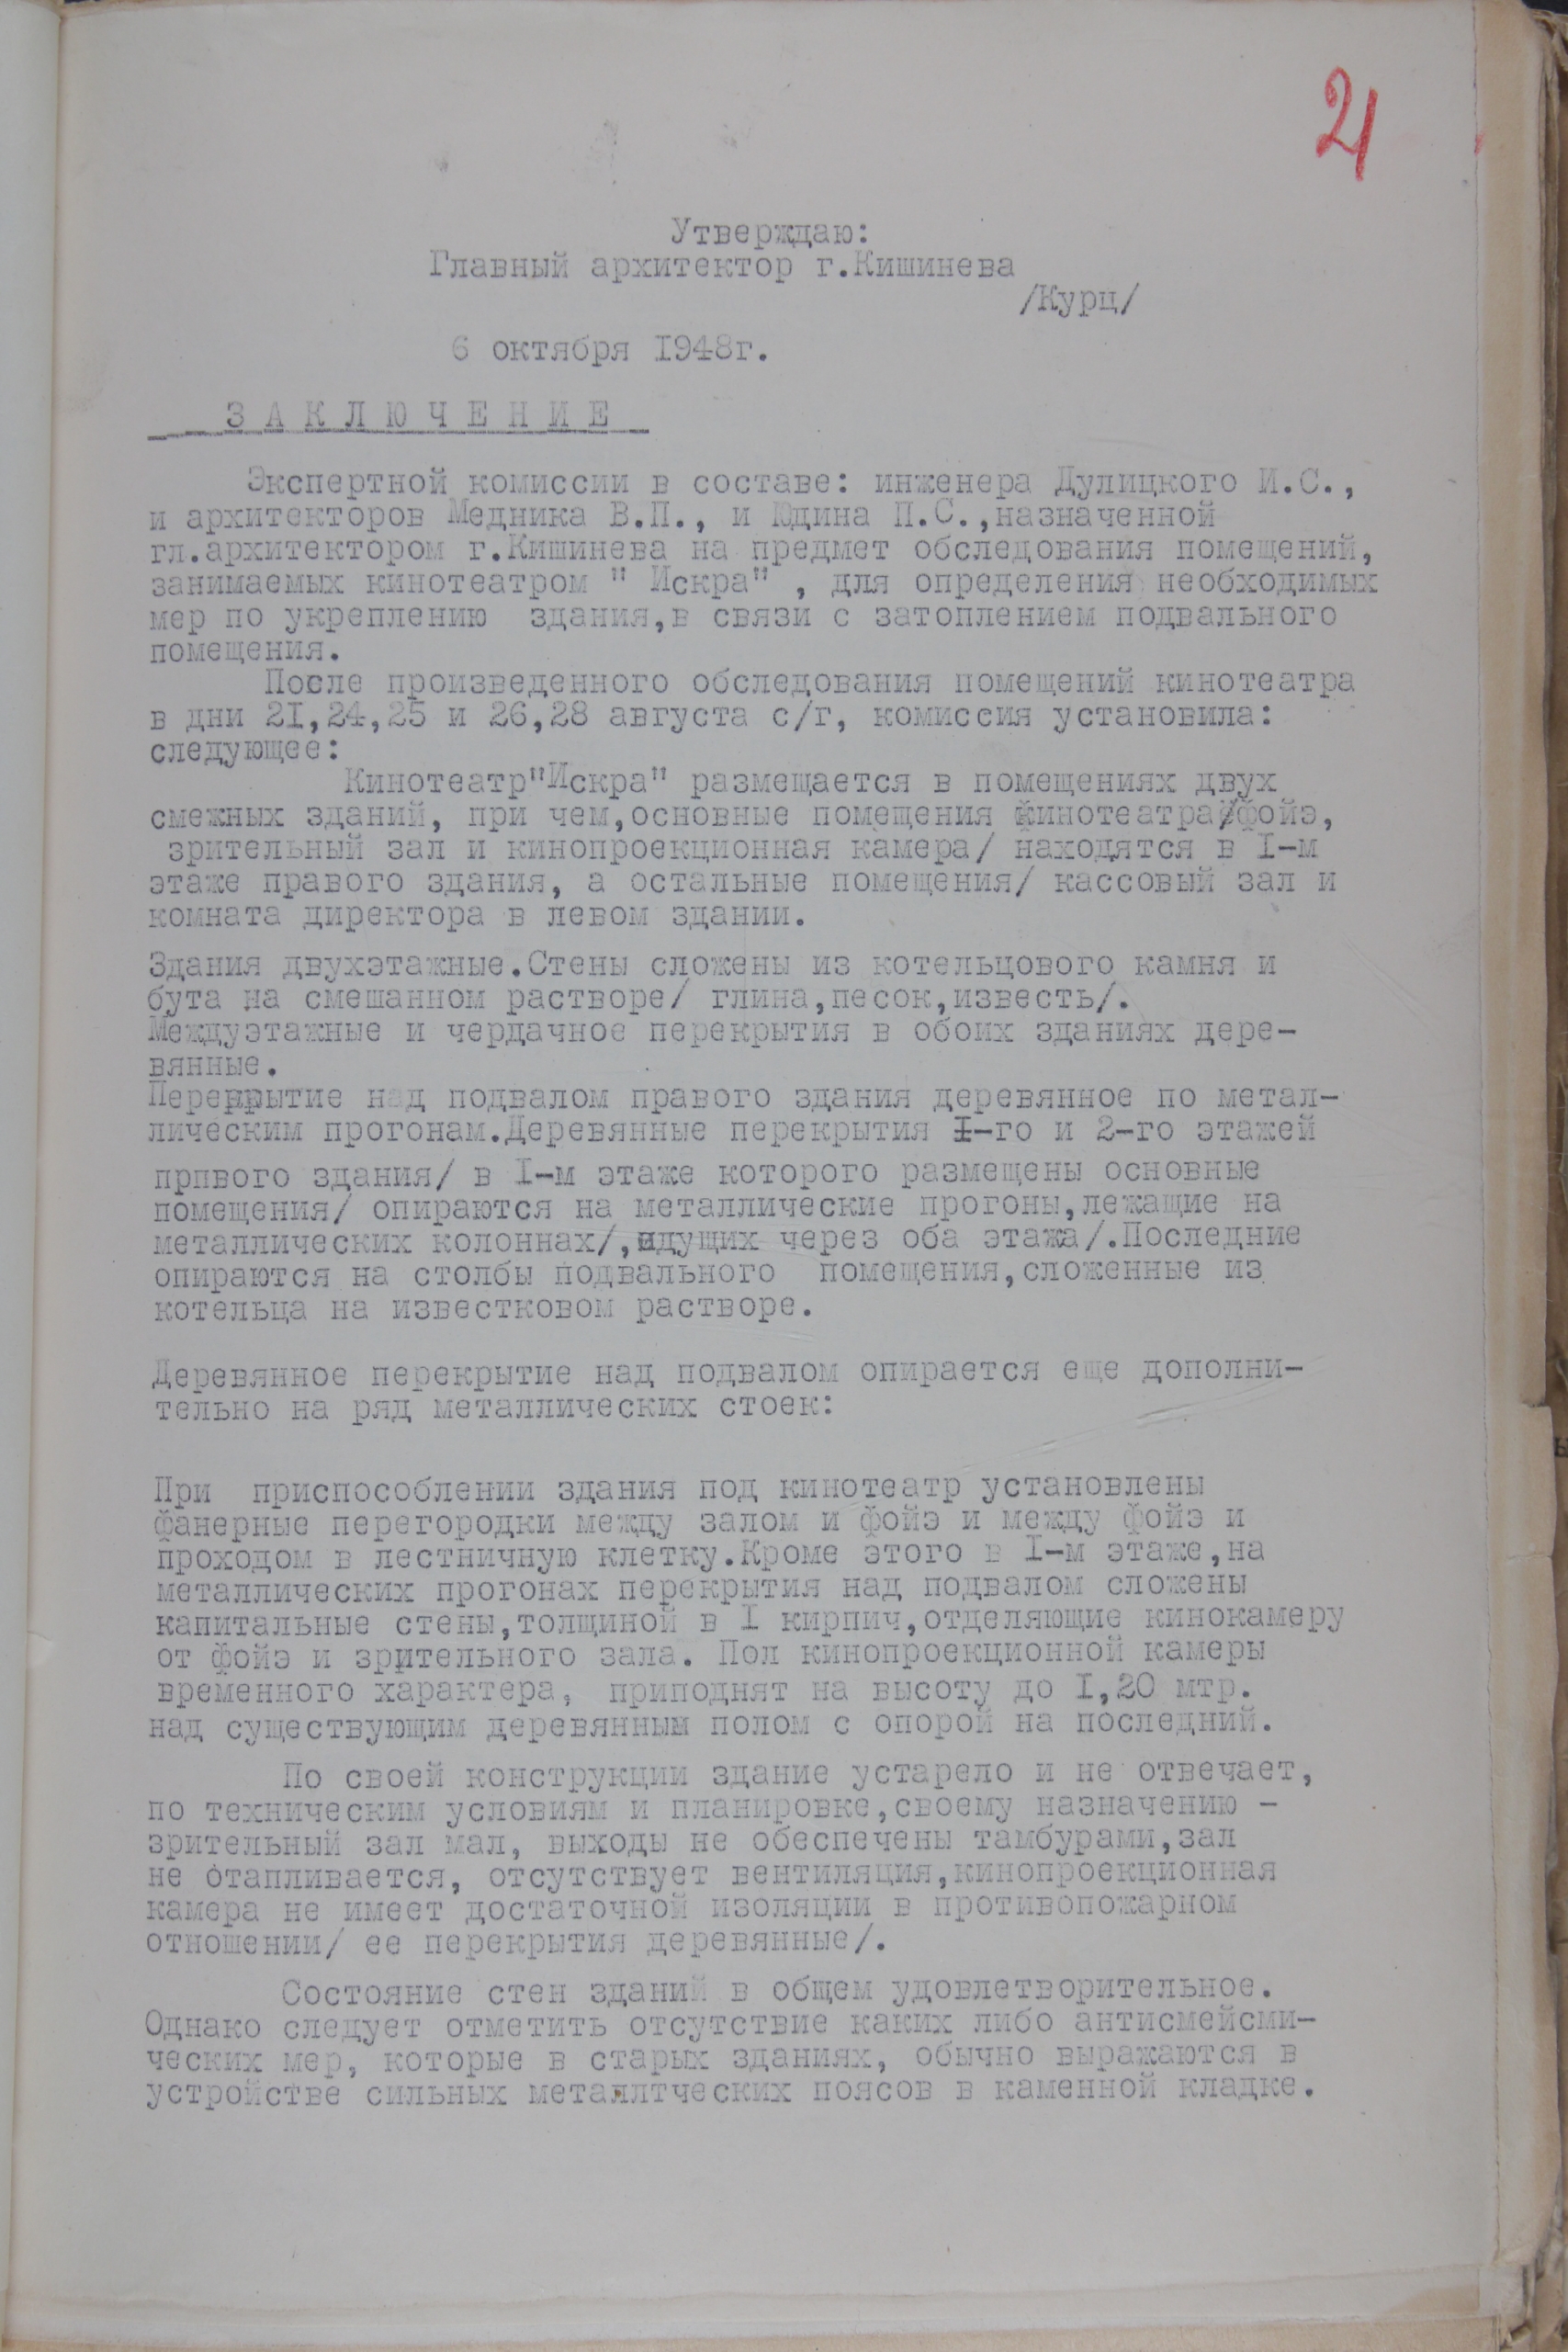 21
Утверждаю:
Главный архитектор г.Кишинева
/Курц/
6 октября I948г.
З А К Л Ю Ч Е Н И Е
Экспертной комиссии в составе: инженера Дулицкого И.С.,
и архитекторов Медника В.П., и Юдина П.С.,назначенной
гл.архитектором г.Кишинева на предмет обследования помещений,
занимаемых кинотеатром " Искра" , для определения необходимых
мер по укреплению здания,в связи с затоплением подвального
помещения.
После произведенного обследования помещений кинотеатра
в дни 2I,24,25 и 26,28 августа с/г, комиссия установила:
следующее:
Кинотеатр"Искра" размещается в помещениях двух
смежных зданий, при чем,основные помещения кинотеатра/фойэ,
зрительный зал и кинопроекционная камера/ находятся в I-м
этаже правого здания, а остальные помещения/ кассовый зал и
комната директора в левом здании.
Здания двухэтажные.Стены сложены из котельцового камня и
бута на смешанном растворе/ глина,песок,известь/.
Междуэтажные и чердачное перекрытия в обоих зданиях дере-
вянные.
Перекрытие над подвалом правого здания деревянное по метал-
лическим прогонам.Деревянные перекрытия I-го и 2-го этажей
прпвого здания/ в I-м этаже которого размещены основные
помещения/ опираются на металлические прогоны,лежащие на
металлических колоннах/,идущих через оба этажа/.Последние
опираются на столбы подвального помещения,сложенные из
котельца на известковом растворе.
Деревянное перекрытие над подвалом опирается еще дополни-
тельно на ряд металлических стоек:
При приспособлении здания под кинотеатр установлены
фанерные перегородки между залом и фойэ и между фойэ и
проходом в лестничную клетку.Кроме этого в I-м этаже,на
металлических прогонах перекрытия над подвалом сложены
капитальные стены,толщиной в I кирпич,отделяющие кинокамеру
от фойэ и зрительного зала. Пол кинопроекционной камеры
временного характера, приподнят на высоту до I,20 мтр.
над существующим деревянным полом с опорой на последний.
По своей конструкции здание устарело и не отвечает,
по техническим условиям и планировке,своему назначению -
зрительный зал мал, выходы не обеспечены тамбурами,зал
не отапливается, отсутствует вентиляция,кинопроекционная
камера не имеет достаточной изоляции в противопожарном
отношении/ ее перекрытия деревянные/.
Состояние стен зданий в общем удовлетворительное.
Однако следует отметить отсутствие каких либо антисмейсми-
ческих мер, которые в старых зданиях, обычно выражаются в
устройстве сильных металлтческих поясов в каменной кладке.